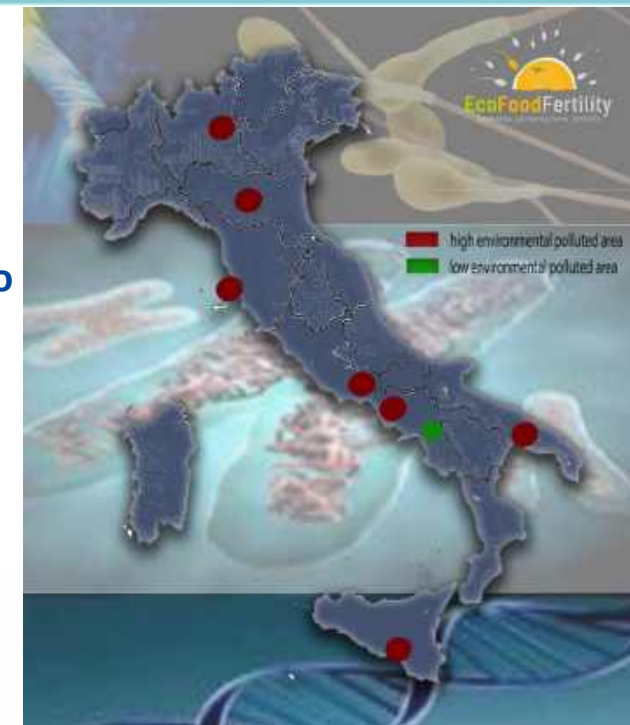 EcoFoodFertility
high environmental polluted area
low environmental polluted area
o